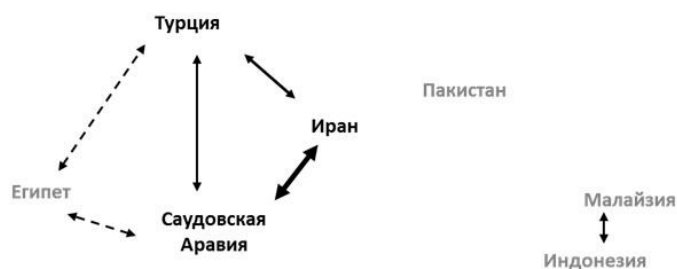 Турция
Пакистан
Иран
Египет
Малайзия
Саудовская
Аравия
Индонезия